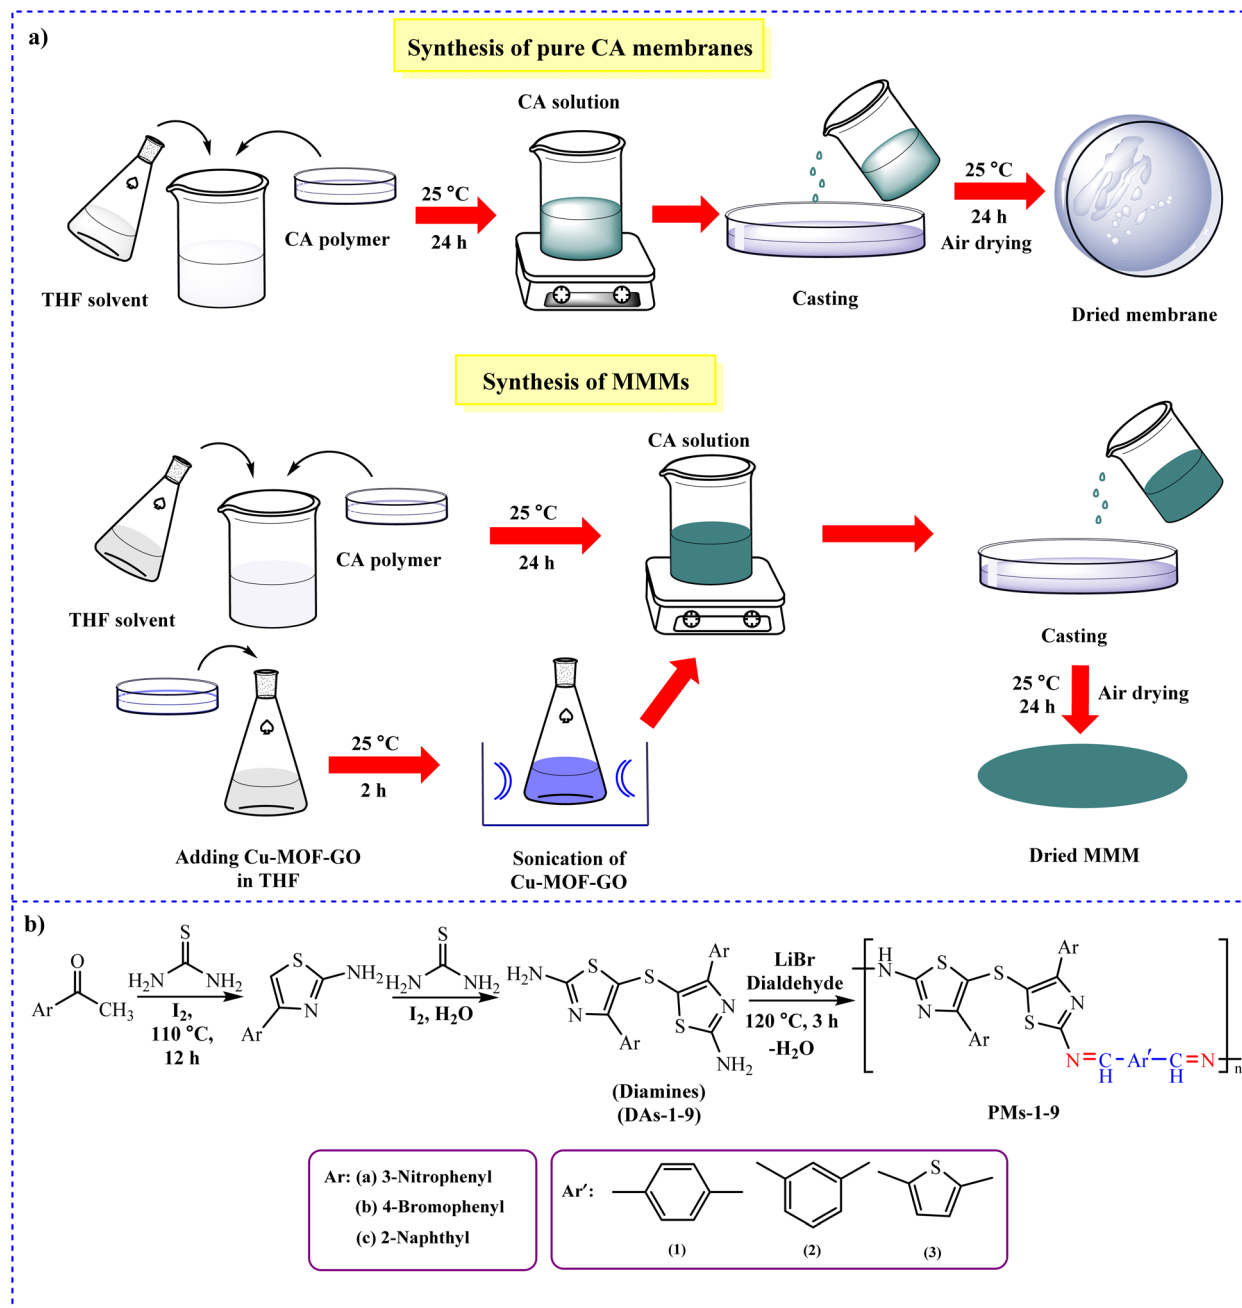 a)
Synthesis of pure CA membranes
CA solution
THF solvent
CA polymer
25 °C
24 h
Casting
25 °C
24 h
Air drying
Dried membrane
Synthesis of MMMs
CA solution
THF solvent
CA polymer
25 °C
24 h
Casting
25 °C
24 h
Air drying
25 °C
2 h
Adding Cu-MOF-GO
in THF
Sonication of
Cu-MOF-GO
Dried MMM
b)
O
Ar
CH₃
S
H₂N
NH₂
I₂,
110 °C,
12 h
S
NH₂
N
Ar
S
H₂N
NH₂
I₂, H₂O
H₂N
S
N
Ar
S
Ar
N
S
NH₂
(Diamines)
(DAs-1-9)
LiBr
Dialdehyde
120 °C, 3 h
-H₂O
H
N
S
N
Ar
S
Ar
N
S
N=C
H
Ar′
C=N
H
n
PMs-1-9
Ar: (a) 3-Nitrophenyl
(b) 4-Bromophenyl
(c) 2-Naphthyl
Ar′:
S
(1)
(2)
(3)